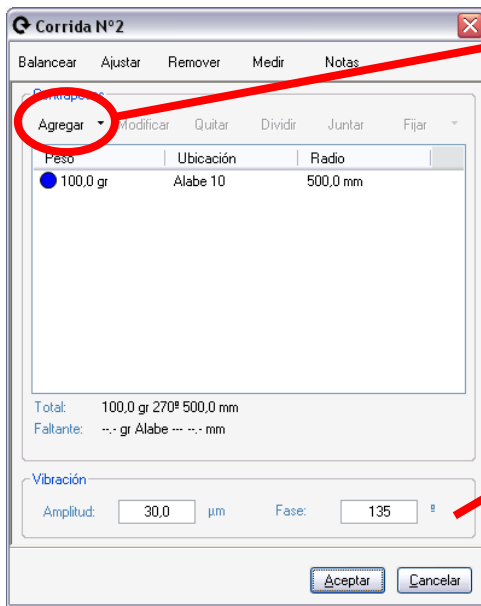 Corrida Nº2
Balancear Ajustar Remover Medir Notas
Contrapesos
Agregar Modificar Quitar Dividir Juntar Fijar
Peso Ubicación Radio
100,0 gr Alabe 10 500,0 mm
Total: 100,0 gr 270º 500,0 mm
Faltante: --.- gr Alabe --- --.- mm
Vibración
Amplitud: 30,0 µm Fase: 135 º
Aceptar Cancelar